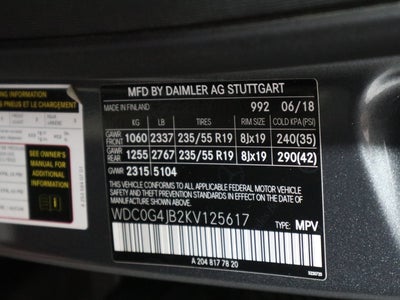 MFD BY DAIMLER AG STUTTGART
MADE IN FINLAND 992 06/18
KG LB TIRES RIM SIZE COLD KPA(PSI)
GAWR FRONT 1060 2337 235/55 R19 8Jx19 240(35)
GAWR REAR 1255 2767 235/55 R19 8Jx19 290(42)
GVWR 2315 5104
THIS VEHICLE CONFORMS TO ALL APPLICABLE FEDERAL MOTOR
VEHICLE SAFETY AND THEFT PREVENTION STANDARDS IN EFFECT
ON THE DATE OF MANUFACTURE SHOWN ABOVE.
WDC0G4JB2KV125617
TYPE: MPV
A 204 817 78 20
ING INFORMATION
SEE OWNER'S
MANUAL FOR
ADDITIONAL
INFORMATION